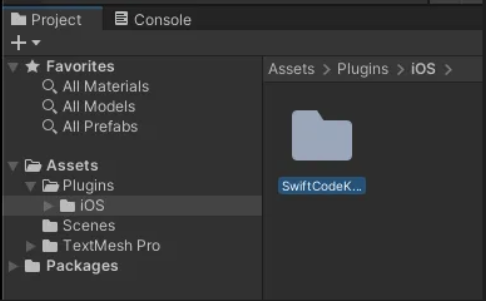 Project
Console
Favorites
All Materials
All Models
All Prefabs
Assets
Plugins
iOS
Scenes
TextMesh Pro
Packages
Assets > Plugins > iOS >
SwiftCodeK...